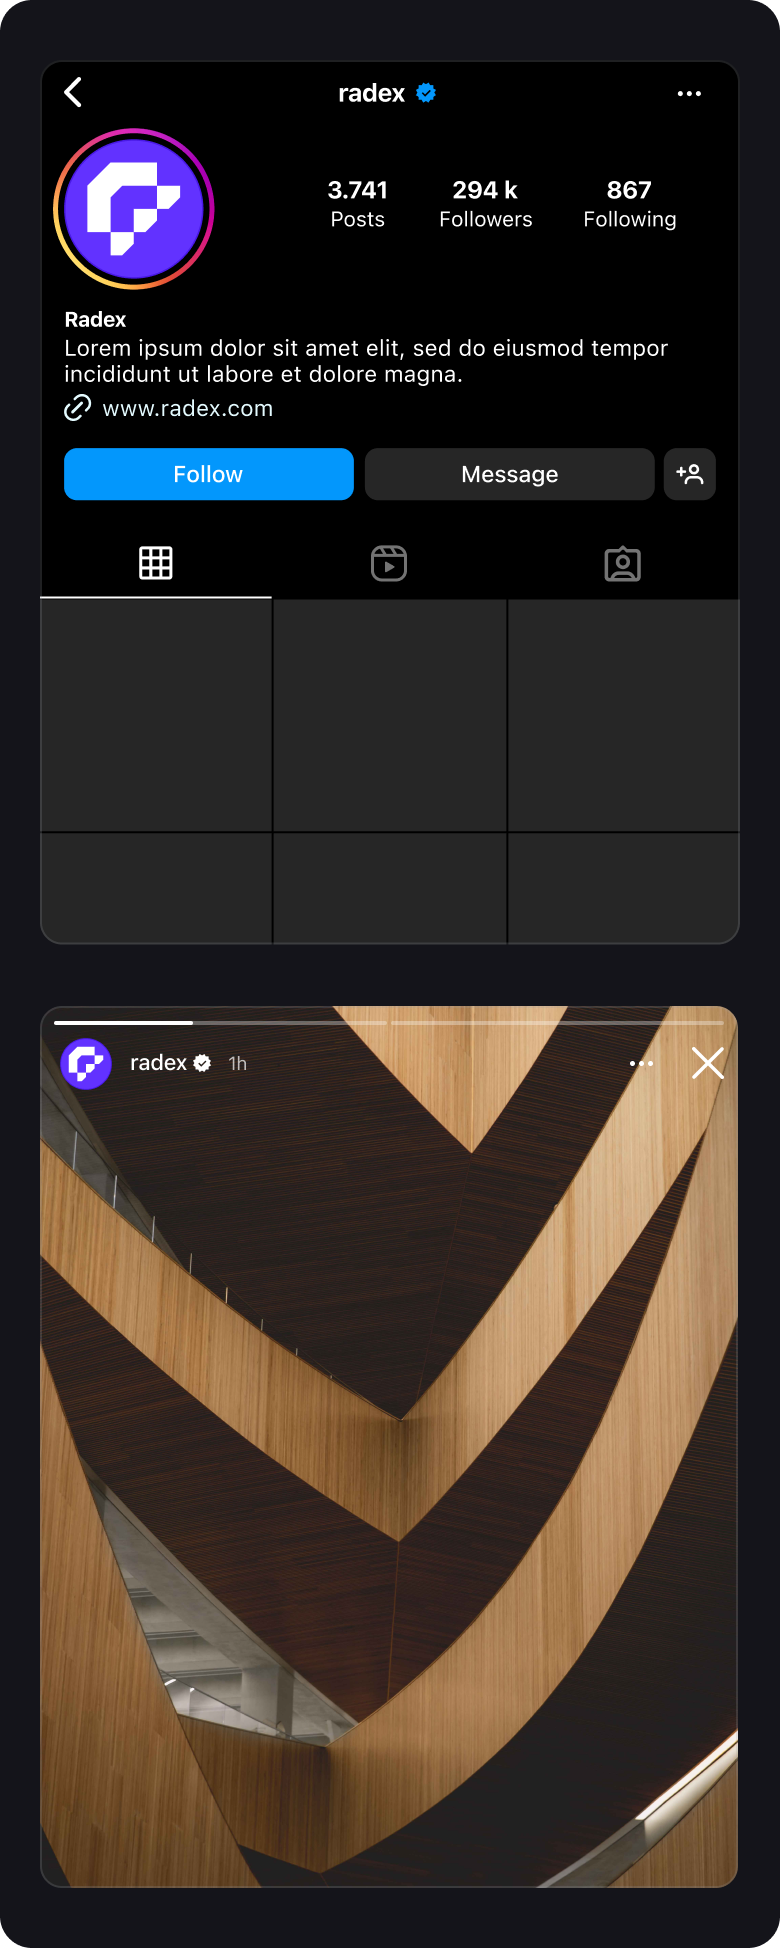 radex
3.741 294 k 867
Posts Followers Following
Radex
Lorem ipsum dolor sit amet elit, sed do eiusmod tempor
incididunt ut labore et dolore magna.
www.radex.com
Follow Message
radex 1h